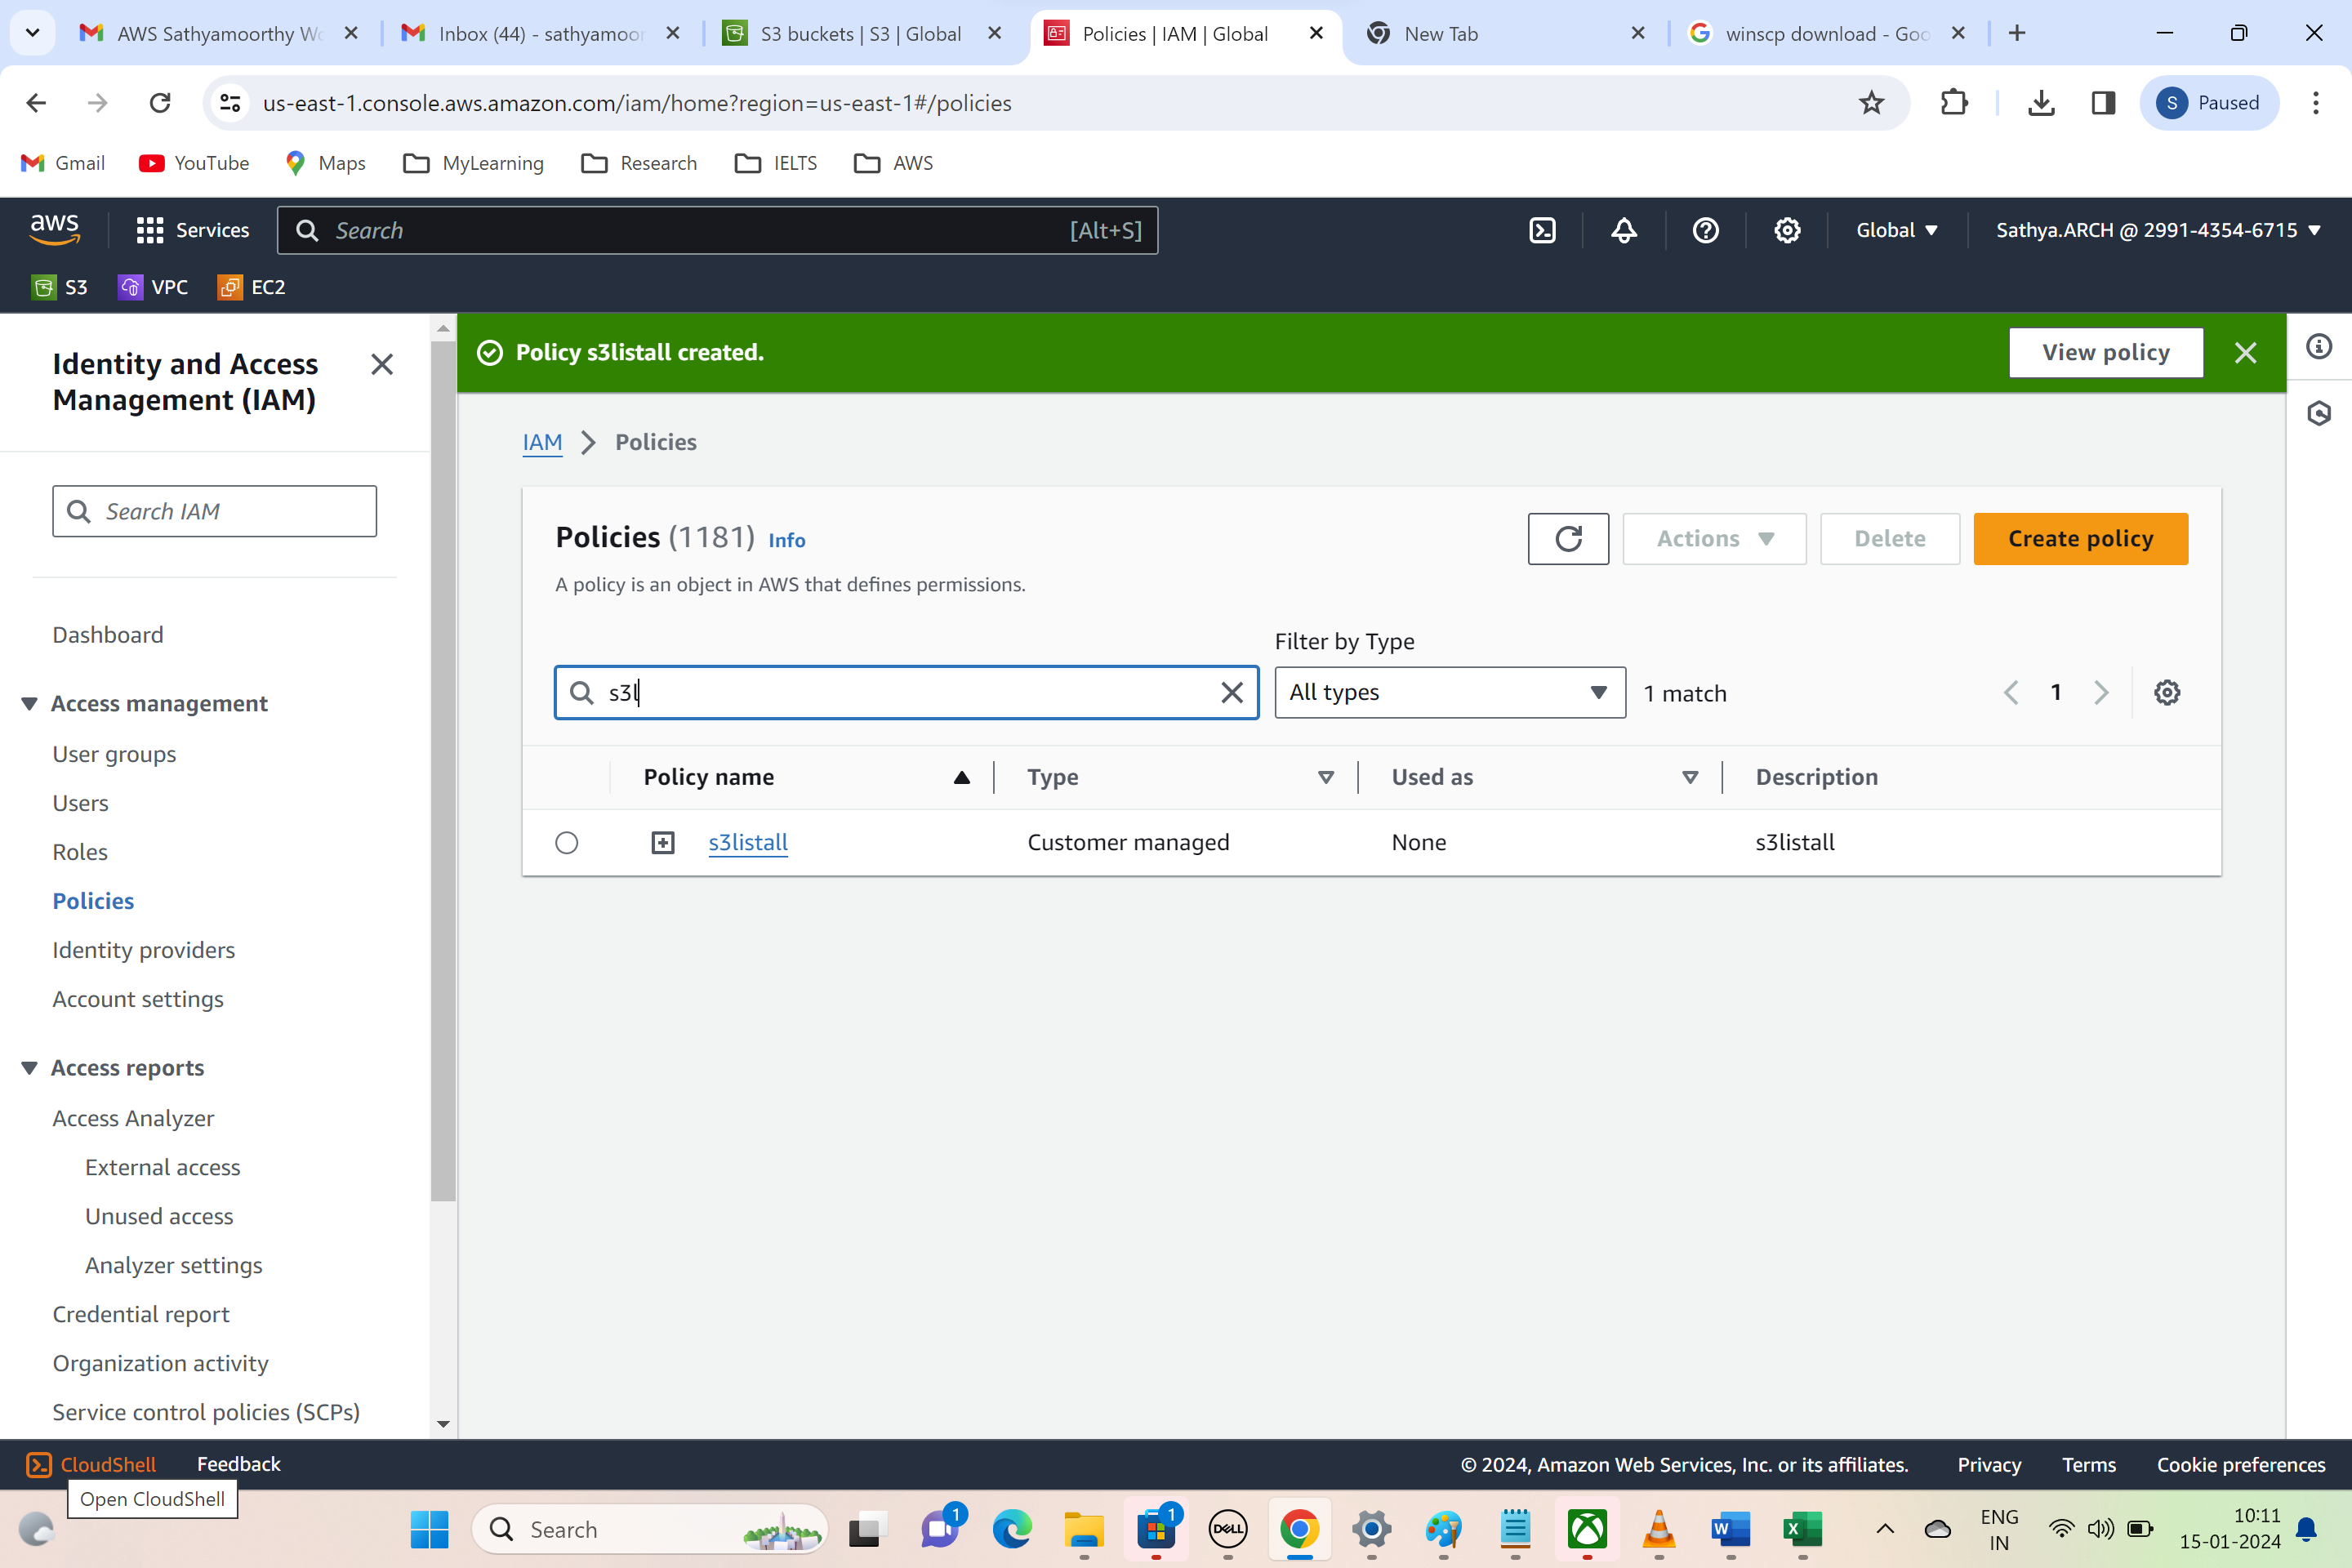 AWS Sathyamoorthy Wo
Inbox (44) - sathyamoor
S3 buckets | S3 | Global
Policies | IAM | Global
New Tab
winscp download - Goo
us-east-1.console.aws.amazon.com/iam/home?region=us-east-1#/policies
S Paused
Gmail
YouTube
Maps
MyLearning
Research
IELTS
AWS
aws
Services
Search
[Alt+S]
Global
Sathya.ARCH @ 2991-4354-6715
S3
VPC
EC2
Identity and Access
Management (IAM)
Search IAM
Dashboard
Access management
User groups
Users
Roles
Policies
Identity providers
Account settings
Access reports
Access Analyzer
External access
Unused access
Analyzer settings
Credential report
Organization activity
Service control policies (SCPs)
Policy s3listall created.
View policy
IAM
Policies
Policies (1181) Info
Actions
Delete
Create policy
A policy is an object in AWS that defines permissions.
Filter by Type
s3l
All types
1 match
1
Policy name
Type
Used as
Description
s3listall
Customer managed
None
s3listall
CloudShell
Feedback
© 2024, Amazon Web Services, Inc. or its affiliates.
Privacy
Terms
Cookie preferences
Open CloudShell
Search
1
1
DELL
W
X
ENG
IN
10:11
15-01-2024